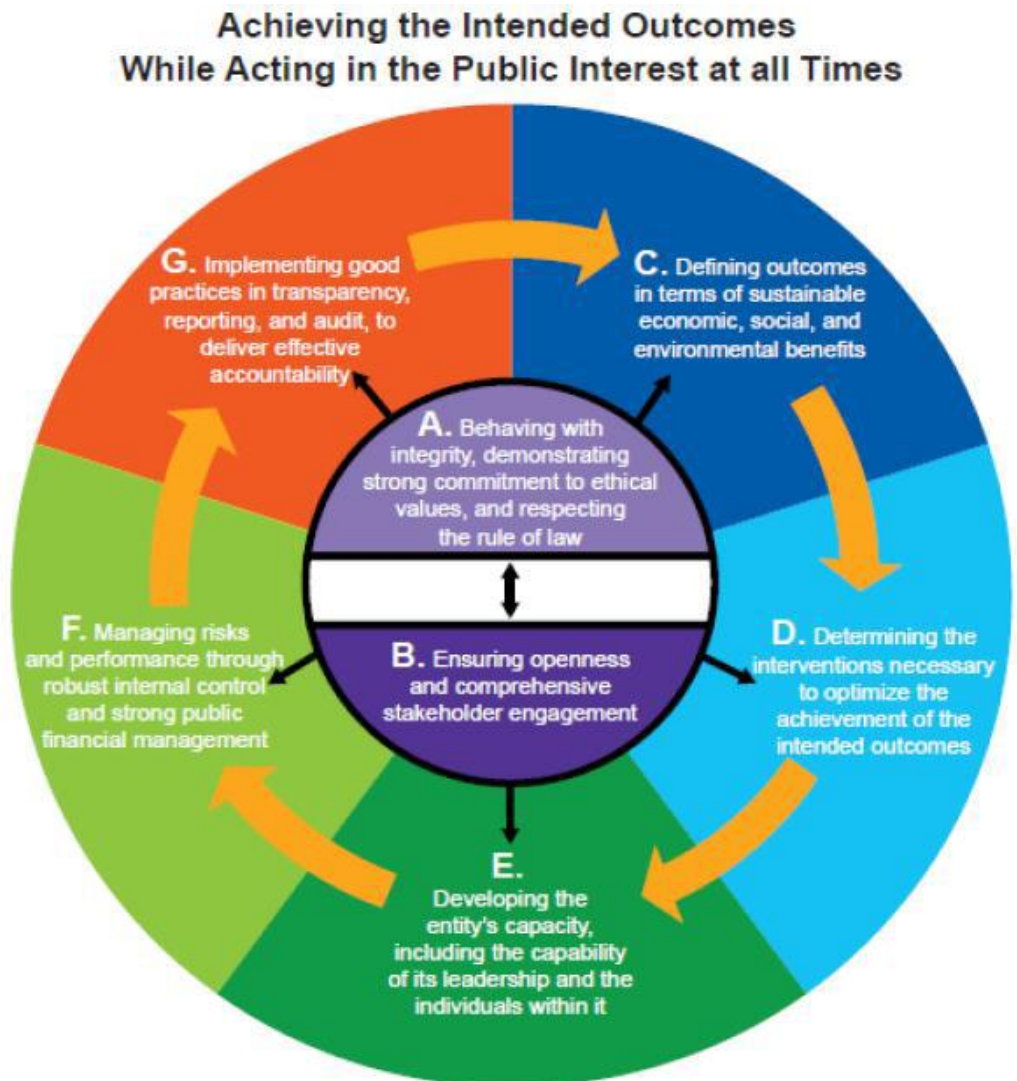 Achieving the Intended Outcomes
While Acting in the Public Interest at all Times
G. Implementing good
practices in transparency,
reporting, and audit, to
deliver effective
accountability
C. Defining outcomes
in terms of sustainable
economic, social, and
environmental benefits
A. Behaving with
integrity, demonstrating
strong commitment to ethical
values, and respecting
the rule of law
B. Ensuring openness
and comprehensive
stakeholder engagement
F. Managing risks
and performance through
robust internal control
and strong public
financial management
D. Determining the
interventions necessary
to optimize the
achievement of the
intended outcomes
E.
Developing the
entity's capacity,
including the capability
of its leadership and the
individuals within it